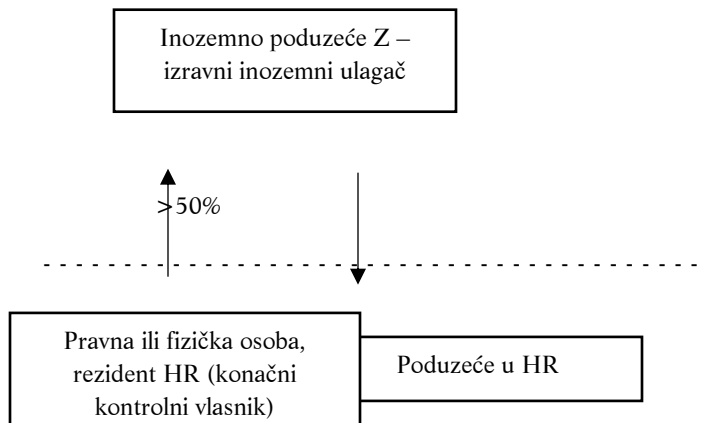 Inozemno poduzeće Z –
izravni inozemni ulagač
>50%
Pravna ili fizička osoba,
rezident HR (konačni
kontrolni vlasnik)
Poduzeće u HR